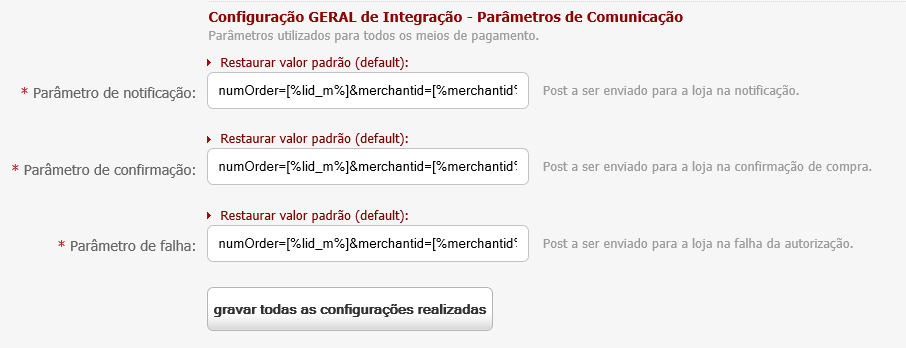 Configuração GERAL de Integração - Parâmetros de Comunicação
Parâmetros utilizados para todos os meios de pagamento.
Restaurar valor padrão (default):
* Parâmetro de notificação: numOrder=[%lid_m%]&merchantid=[%merchantid% Post a ser enviado para a loja na notificação.
Restaurar valor padrão (default):
* Parâmetro de confirmação: numOrder=[%lid_m%]&merchantid=[%merchantid% Post a ser enviado para a loja na confirmação de compra.
Restaurar valor padrão (default):
* Parâmetro de falha: numOrder=[%lid_m%]&merchantid=[%merchantid% Post a ser enviado para a loja na falha da autorização.
gravar todas as configurações realizadas